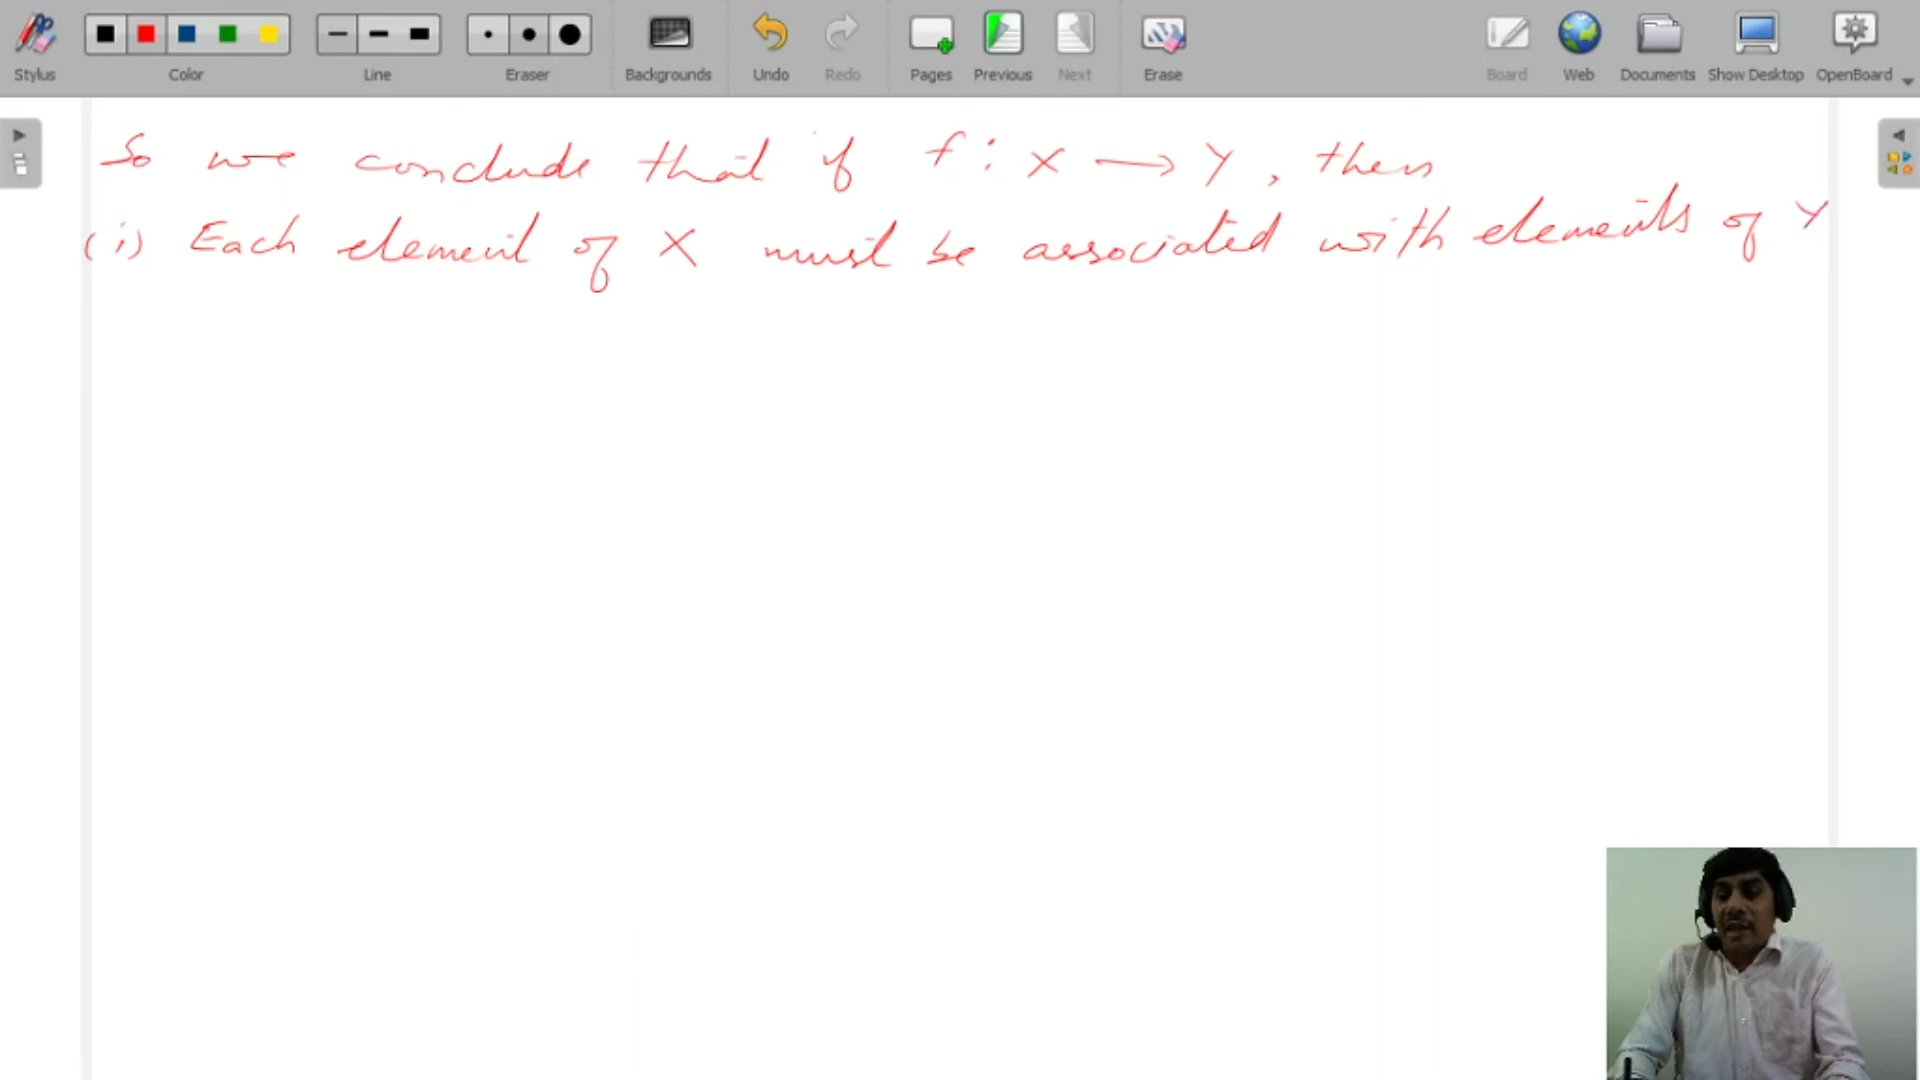 Stylus
Color
Line
Eraser
Backgrounds
Undo
Redo
Pages
Previous
Next
Erase
Board
Web
Documents
Show Desktop
OpenBoard
So we conclude that if f : X → Y , then
(i) Each element of X must be associated with elements of Y